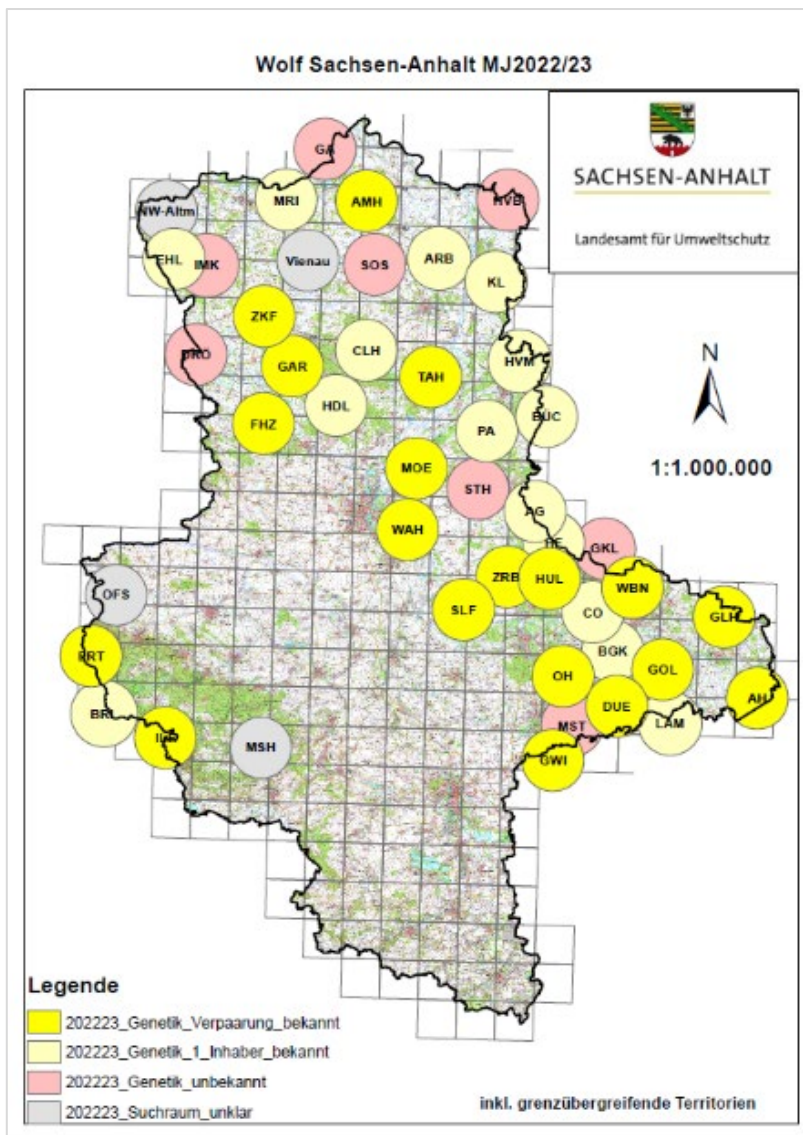 Wolf Sachsen-Anhalt MJ2022/23
SACHSEN-ANHALT
Landesamt für Umweltschutz
N
1:1.000.000
GA
NW-Altm
MRI
AMH
HVB
EHL
IMK
Vienau
SOS
ARB
KL
ZKF
GAR
CLH
TAH
HVM
HDL
FHZ
PA
BUC
MOE
STH
WAH
AG
HE
GKL
OFS
ZRB
HUL
WBN
SLF
CO
GLH
BRT
BGK
OH
GOL
DUE
AH
MST
LAM
GWI
MSH
Legende
202223_Genetik_Verpaarung_bekannt
202223_Genetik_1_Inhaber_bekannt
202223_Genetik_unbekannt
202223_Suchraum_unklar
inkl. grenzübergreifende Territorien